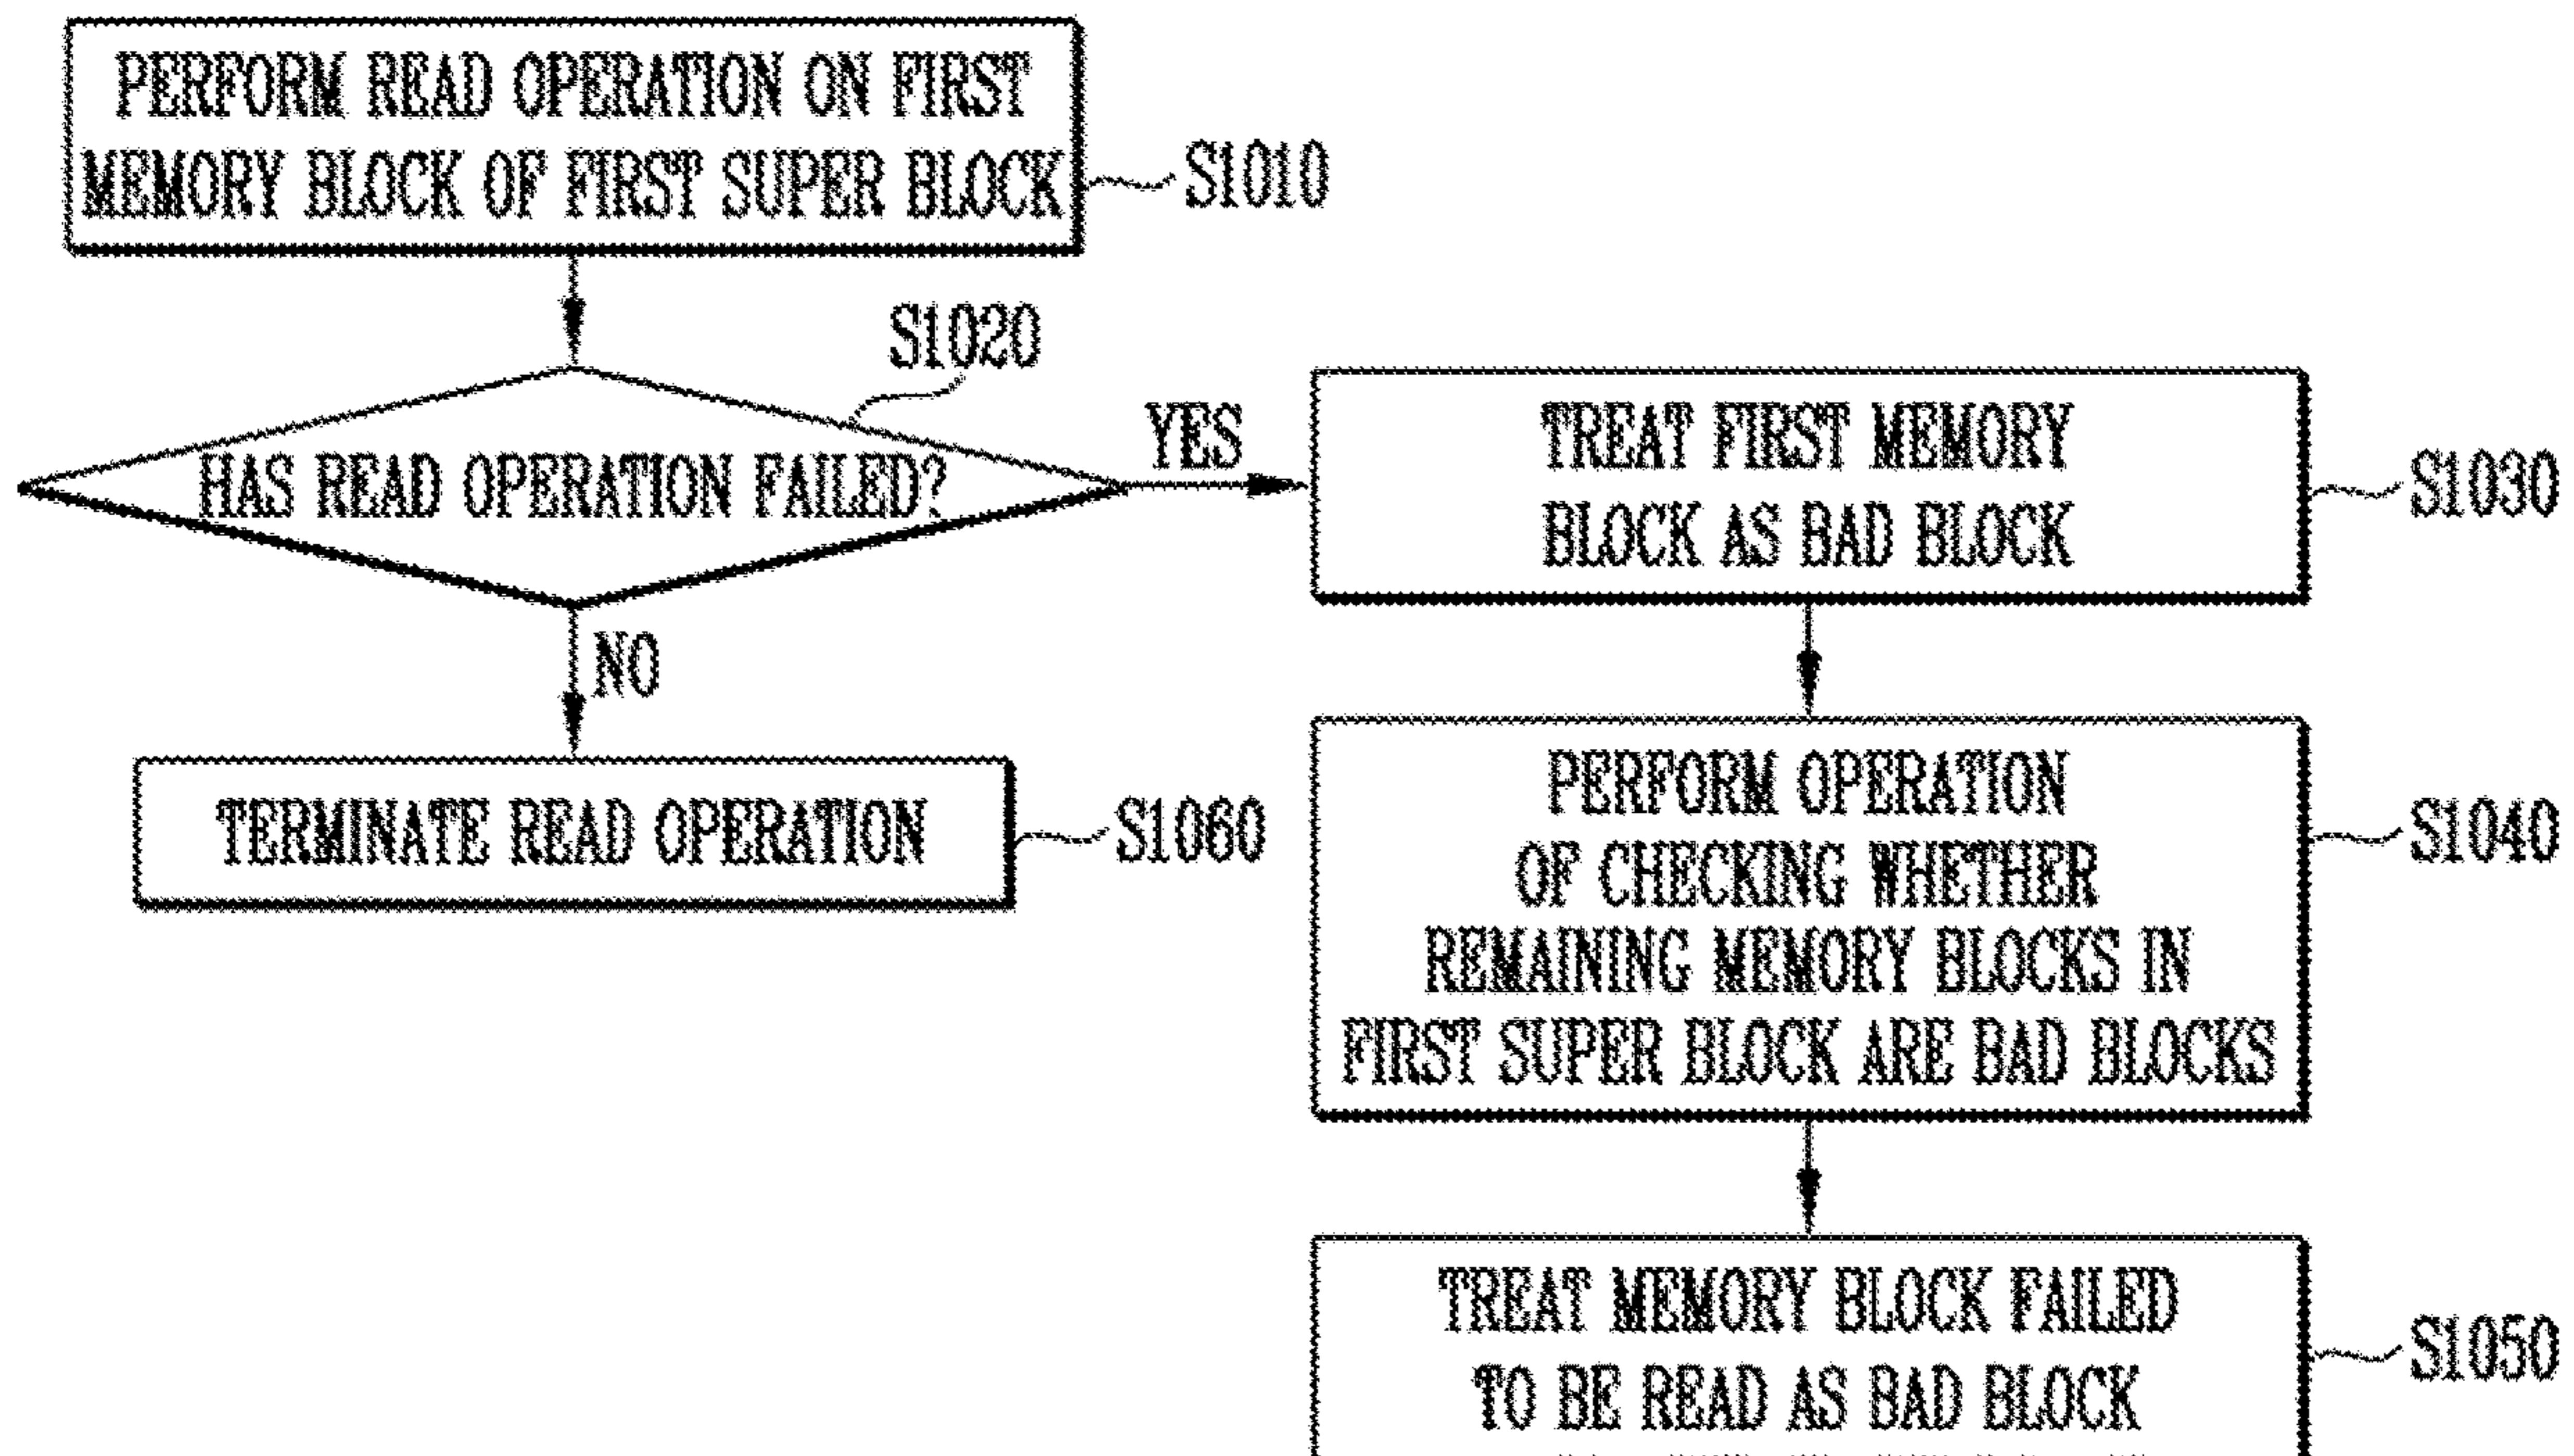 PERFORM READ OPERATION ON FIRST
MEMORY BLOCK OF FIRST SUPER BLOCK
S1010
S1020
HAS READ OPERATION FAILED?
YES
NO
TREAT FIRST MEMORY
BLOCK AS BAD BLOCK
S1030
TERMINATE READ OPERATION
S1060
PERFORM OPERATION
OF CHECKING WHETHER
REMAINING MEMORY BLOCKS IN
FIRST SUPER BLOCK ARE BAD BLOCKS
S1040
TREAT MEMORY BLOCK FAILED
TO BE READ AS BAD BLOCK
S1050